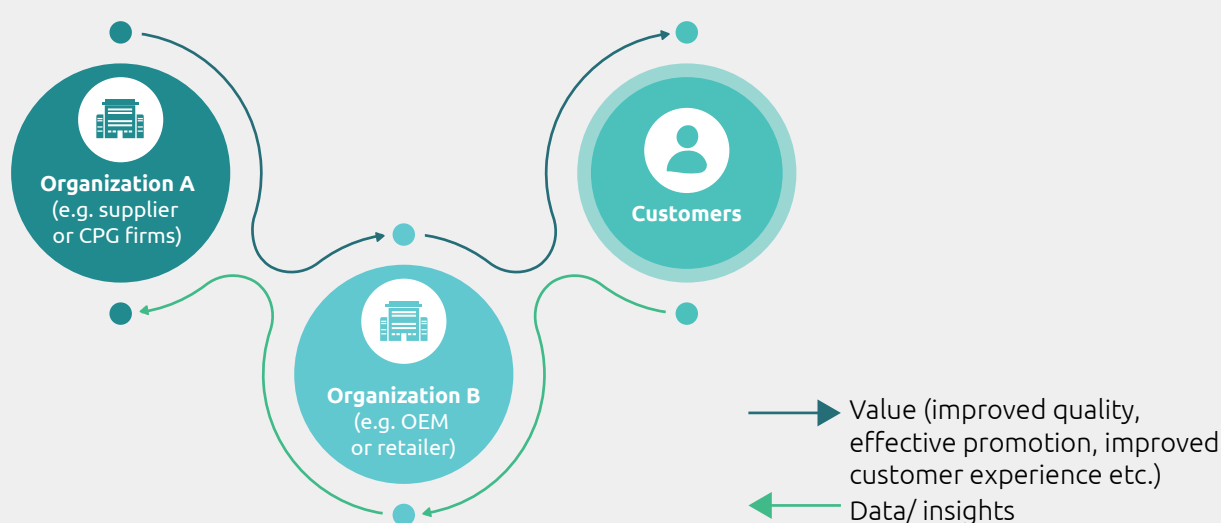 Organization A
(e.g. supplier
or CPG firms)
Customers
Organization B
(e.g. OEM
or retailer)
Value (improved quality,
effective promotion, improved
customer experience etc.)
Data/ insights